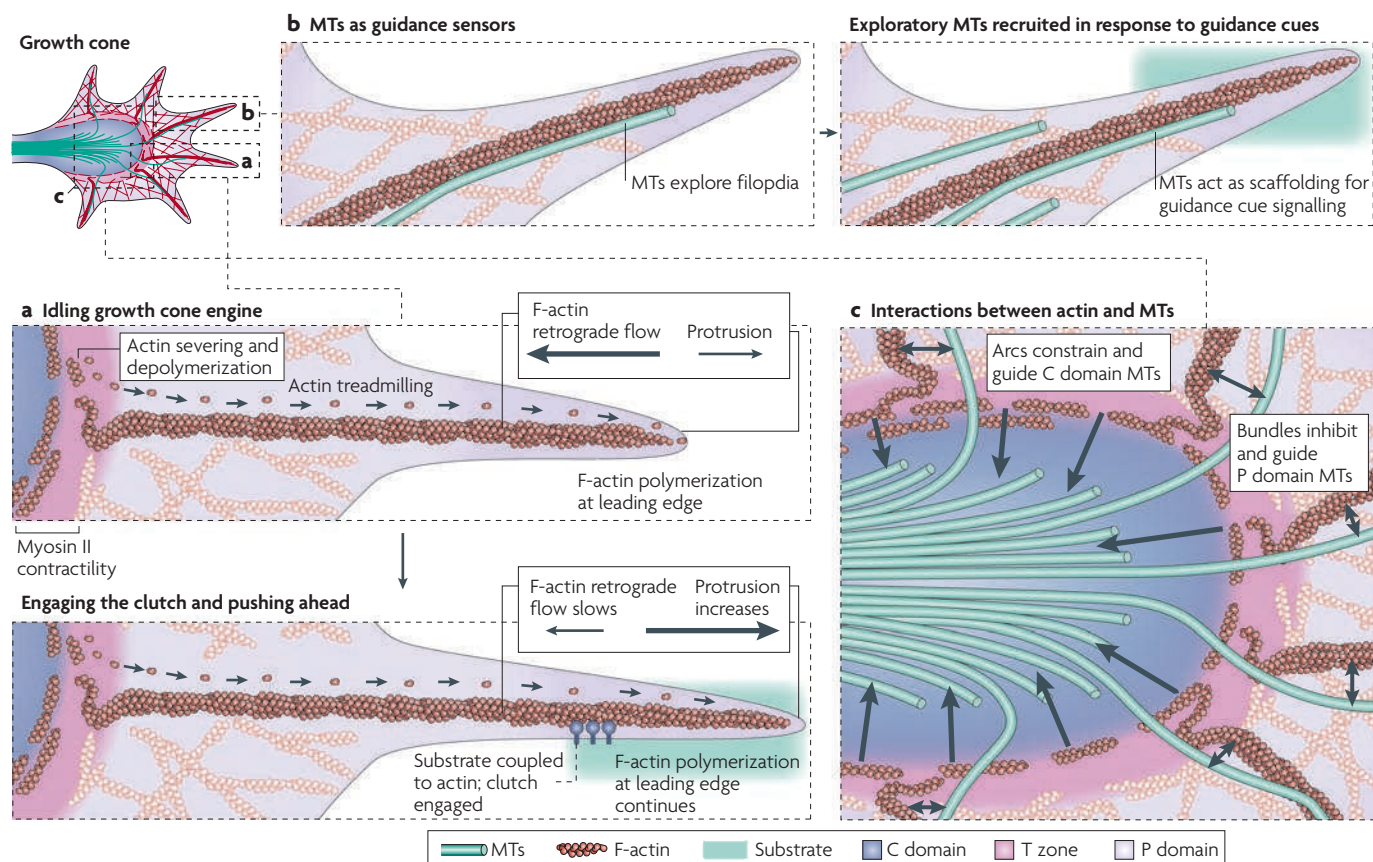 Growth cone
b
a
c
b MTs as guidance sensors
MTs explore filopdia
Exploratory MTs recruited in response to guidance cues
MTs act as scaffolding for
guidance cue signalling
a Idling growth cone engine
Actin severing and
depolymerization
Actin treadmilling
F-actin
retrograde flow
Protrusion
F-actin polymerization
at leading edge
Myosin II
contractility
Engaging the clutch and pushing ahead
F-actin retrograde
flow slows
Protrusion
increases
Substrate coupled
to actin; clutch
engaged
F-actin polymerization
at leading edge
continues
c Interactions between actin and MTs
Arcs constrain and
guide C domain MTs
Bundles inhibit
and guide
P domain MTs
MTs F-actin Substrate C domain T zone P domain